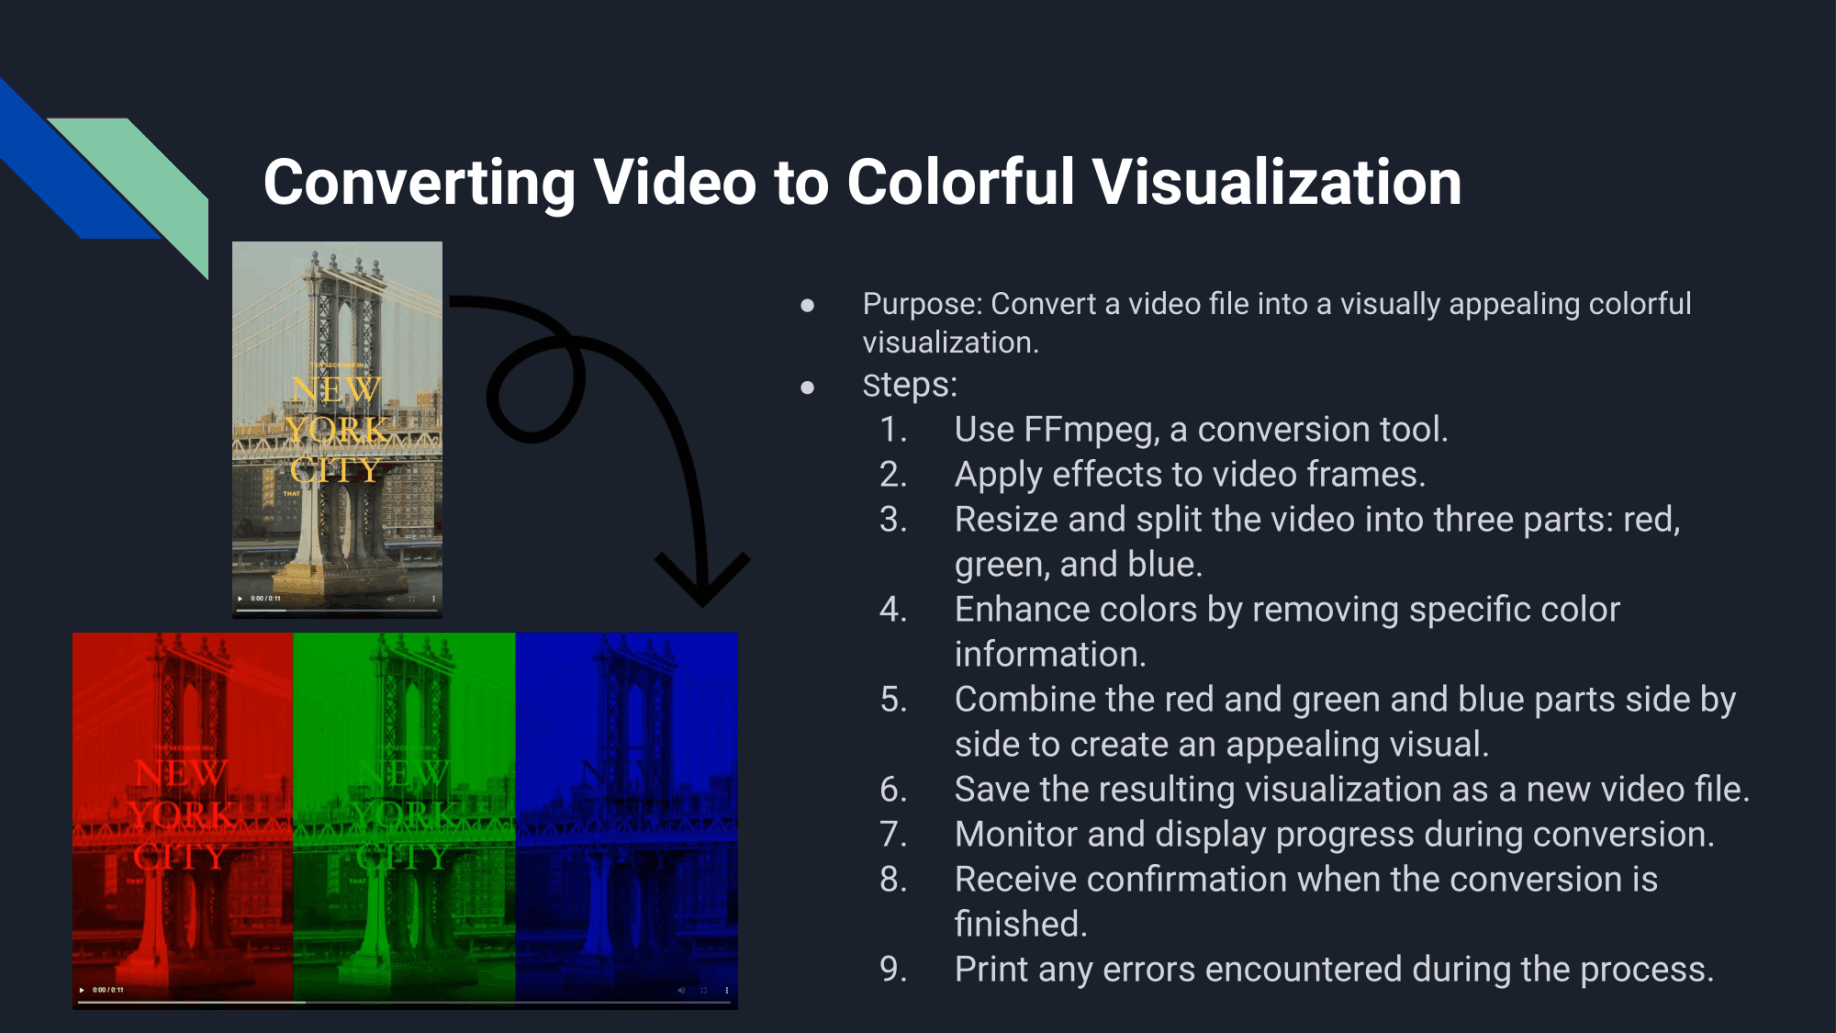 Converting Video to Colorful Visualization
NEW
YORK
CITY
THAT
0:00 / 0:11
● Purpose: Convert a video file into a visually appealing colorful
visualization.
● Steps:
1. Use FFmpeg, a conversion tool.
2. Apply effects to video frames.
3. Resize and split the video into three parts: red,
green, and blue.
4. Enhance colors by removing specific color
information.
5. Combine the red and green and blue parts side by
side to create an appealing visual.
6. Save the resulting visualization as a new video file.
7. Monitor and display progress during conversion.
8. Receive confirmation when the conversion is
finished.
9. Print any errors encountered during the process.
NEW
YORK
CITY
THAT
NEW
YORK
CITY
THAT
0:00 / 0:11